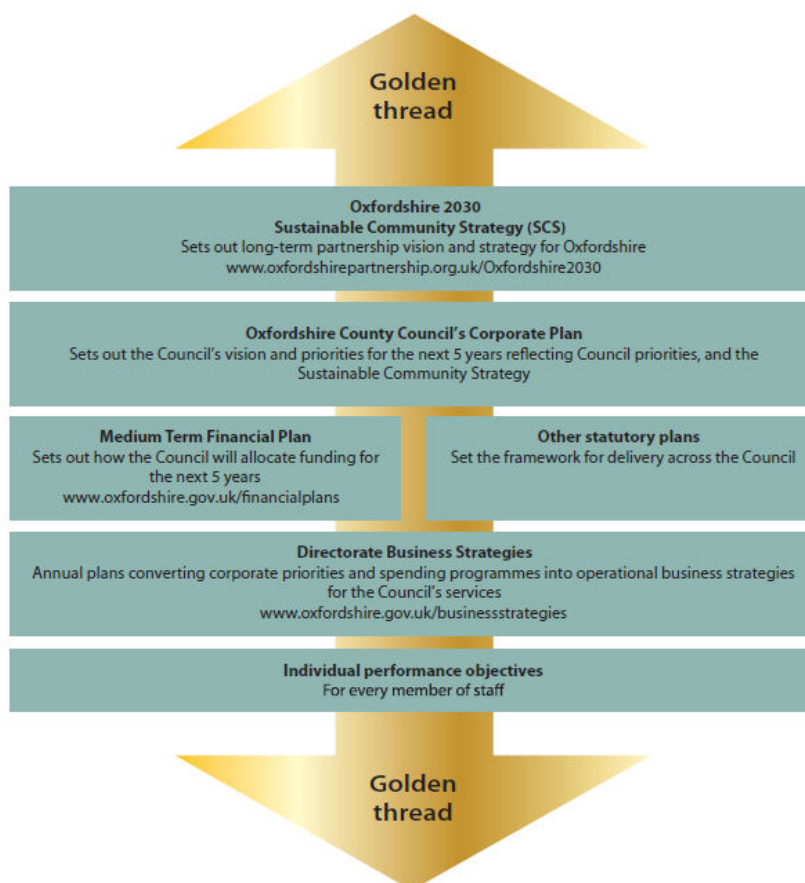 Golden
thread
Oxfordshire 2030
Sustainable Community Strategy (SCS)
Sets out long-term partnership vision and strategy for Oxfordshire
www.oxfordshirepartnership.org.uk/Oxfordshire2030
Oxfordshire County Council's Corporate Plan
Sets out the Council's vision and priorities for the next 5 years reflecting Council priorities, and the
Sustainable Community Strategy
Medium Term Financial Plan
Sets out how the Council will allocate funding for
the next 5 years
www.oxfordshire.gov.uk/financialplans
Other statutory plans
Set the framework for delivery across the Council
Directorate Business Strategies
Annual plans converting corporate priorities and spending programmes into operational business strategies
for the Council's services
www.oxfordshire.gov.uk/businessstrategies
Individual performance objectives
For every member of staff
Golden
thread